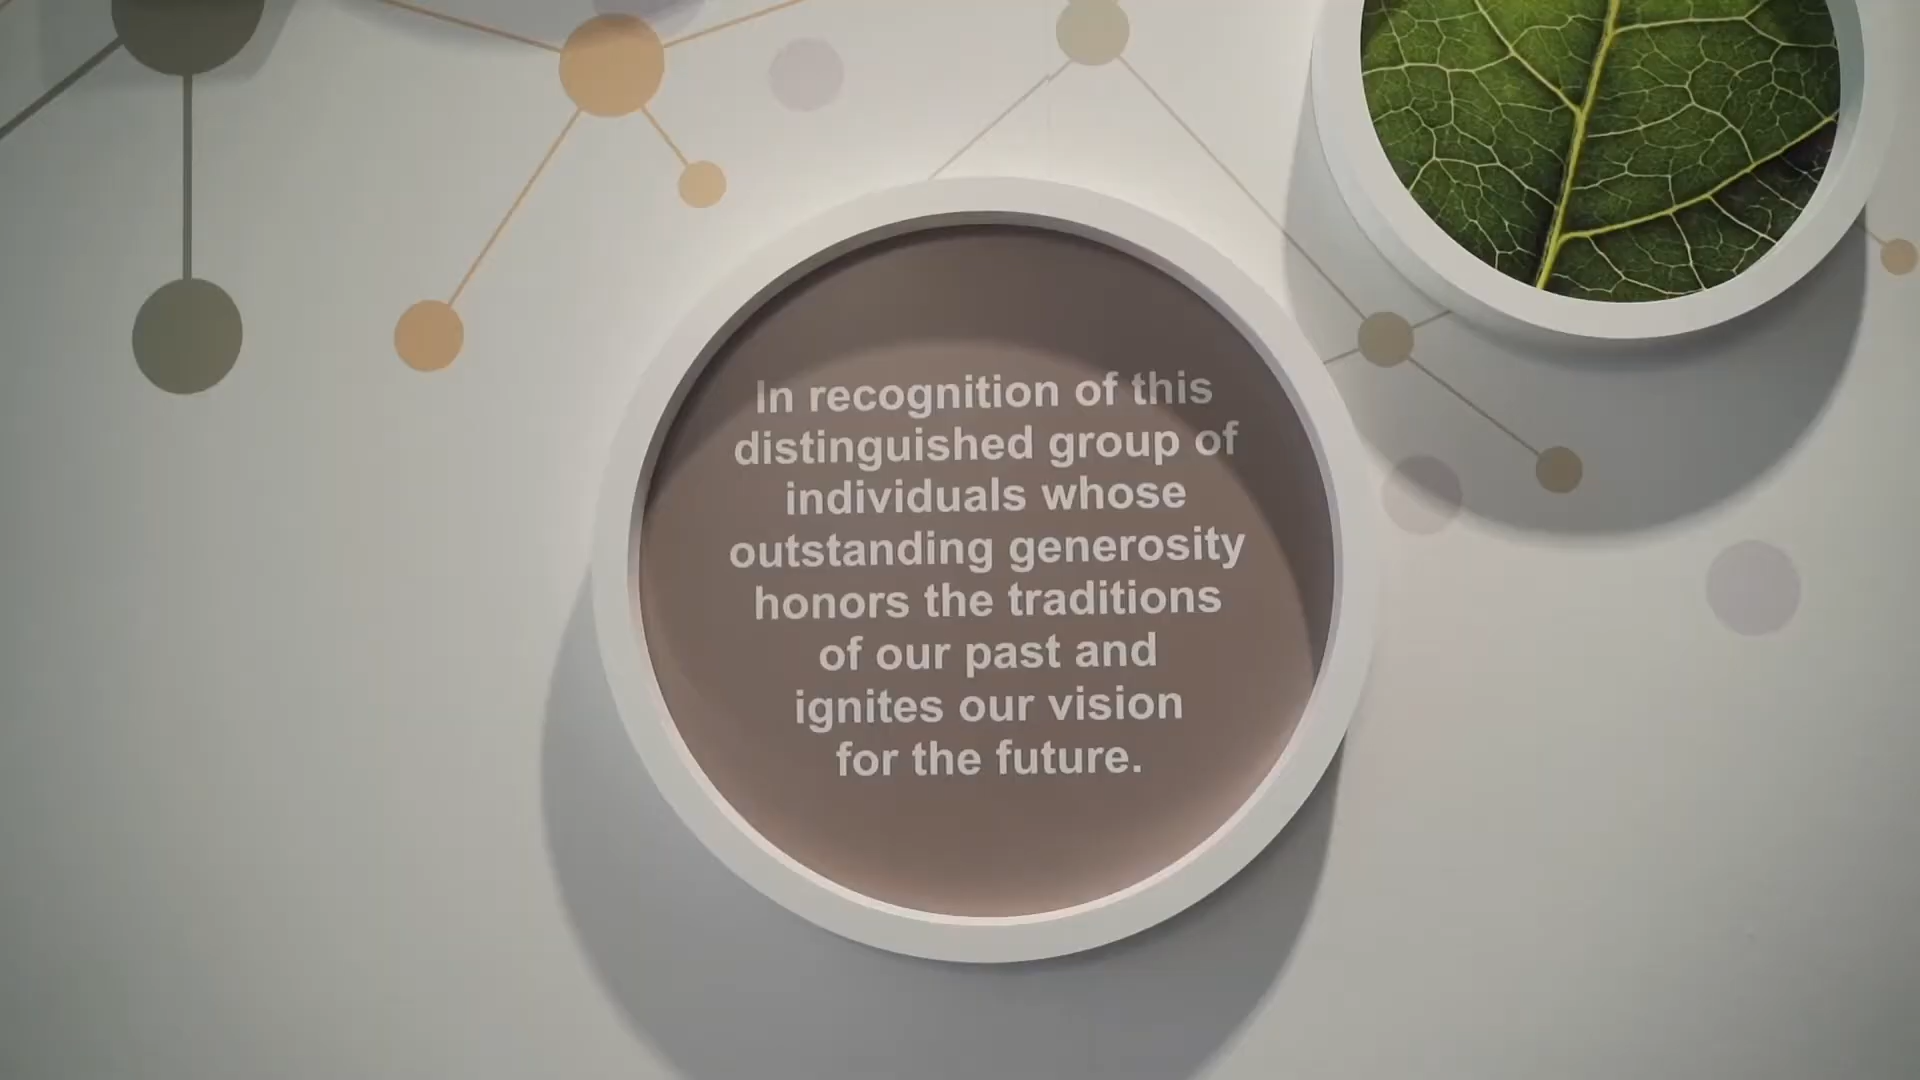 In recognition of this
distinguished group of
individuals whose
outstanding generosity
honors the traditions
of our past and
ignites our vision
for the future.